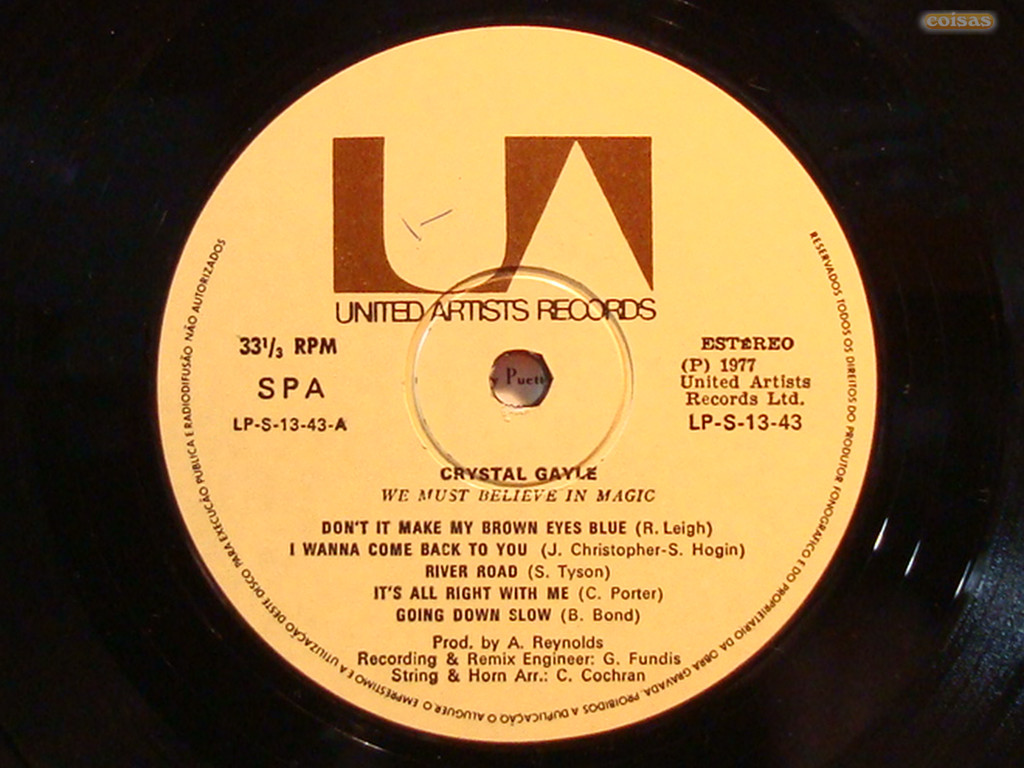 coisas
UA
UNITED ARTISTS RECORDS
33 1/3 RPM
SPA
LP-S-13-43-A
ESTÉREO
(P) 1977
United Artists
Records Ltd.
LP-S-13-43
Puett
CRYSTAL GAYLE
WE MUST BELIEVE IN MAGIC
DON'T IT MAKE MY BROWN EYES BLUE (R. Leigh)
I WANNA COME BACK TO YOU (J. Christopher-S. Hogin)
RIVER ROAD (S. Tyson)
IT'S ALL RIGHT WITH ME (C. Porter)
GOING DOWN SLOW (B. Bond)
Prod. by A. Reynolds
Recording & Remix Engineer: G. Fundis
String & Horn Arr.: C. Cochran
RESERVADOS TODOS OS DIREITOS DO PRODUTOR FONOGRÁFICO E DO PROPRIETÁRIO DA OBRA GRAVADA. PROIBIDOS A DUPLICAÇÃO O ALUGUER O EMPRÉSTIMO E A UTILIZAÇÃO DESTE DISCO PARA EXECUÇÃO PÚBLICA E RADIODIFUSÃO NÃO AUTORIZADOS